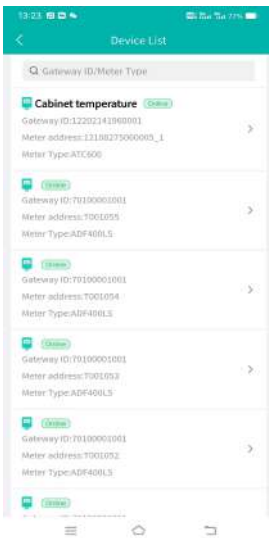 13:23
77%
Device List
Gateway ID/Meter Type
Cabinet temperature Online
Gateway ID:12202141960001
Meter address:12108275060005_1
Meter Type:ATC600
Online
Gateway ID:70100001001
Meter address:T001055
Meter Type:ADF400LS
Online
Gateway ID:70100001001
Meter address:T001054
Meter Type:ADF400LS
Online
Gateway ID:70100001001
Meter address:T001053
Meter Type:ADF400LS
Online
Gateway ID:70100001001
Meter address:T001052
Meter Type:ADF400LS
Online